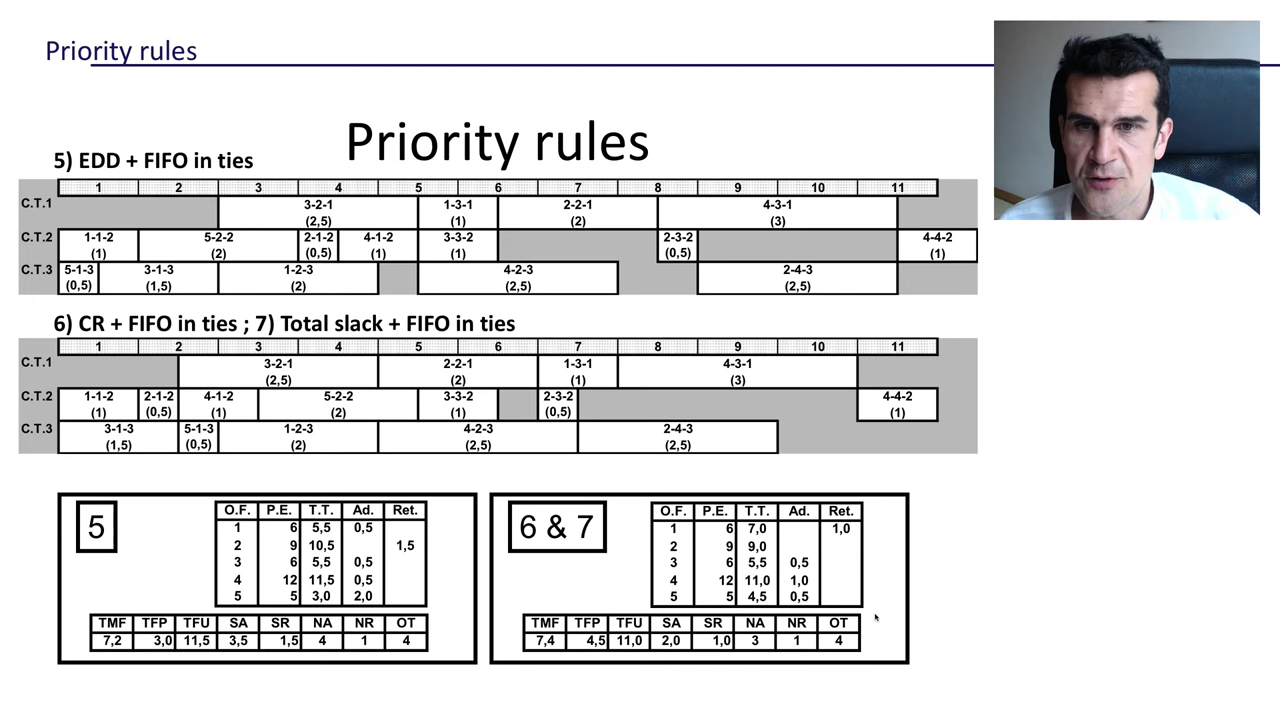 Priority rules
Priority rules
5) EDD + FIFO in ties
1 2 3 4 5 6 7 8 9 10 11
C.T.1 3-2-1 1-3-1 2-2-1 4-3-1
(2,5) (1) (2) (3)
C.T.2 1-1-2 5-2-2 2-1-2 4-1-2 3-3-2 2-3-2 4-4-2
(1) (2) (0,5) (1) (1) (0,5) (1)
C.T.3 5-1-3 3-1-3 1-2-3 4-2-3 2-4-3
(0,5) (1,5) (2) (2,5) (2,5)
6) CR + FIFO in ties ; 7) Total slack + FIFO in ties
1 2 3 4 5 6 7 8 9 10 11
C.T.1 3-2-1 2-2-1 1-3-1 4-3-1
(2,5) (2) (1) (3)
C.T.2 1-1-2 2-1-2 4-1-2 5-2-2 3-3-2 2-3-2 4-4-2
(1) (0,5) (1) (2) (1) (0,5) (1)
C.T.3 3-1-3 5-1-3 1-2-3 4-2-3 2-4-3
(1,5) (0,5) (2) (2,5) (2,5)
5
O.F. P.E. T.T. Ad. Ret.
1 6 5,5 0,5
2 9 10,5 1,5
3 6 5,5 0,5
4 12 11,5 0,5
5 5 3,0 2,0
TMF TFP TFU SA SR NA NR OT
7,2 3,0 11,5 3,5 1,5 4 1 4
6 & 7
O.F. P.E. T.T. Ad. Ret.
1 6 7,0 1,0
2 9 9,0
3 6 5,5 0,5
4 12 11,0 1,0
5 5 4,5 0,5
TMF TFP TFU SA SR NA NR OT
7,4 4,5 11,0 2,0 1,0 3 1 4